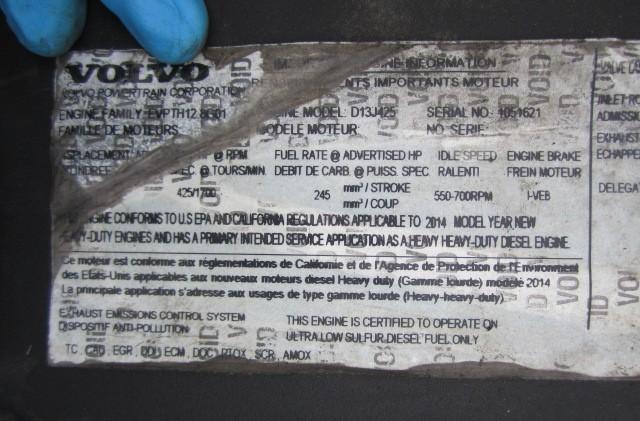 VOLVO
VOLVO POWERTRAIN CORPORATION
ENGINE INFORMATION
IMPORTANTS MOTEUR
ENGINE FAMILY EVPTH12.8G01
FAMILLE DE MOTEURS
ENGINE MODEL: D13J425 SERIAL NO: 1051621
MODELE MOTEUR NO SERIE
@ RPM FUEL RATE @ ADVERTISED HP IDLE SPEED ENGINE BRAKE
@ TOURS/MIN. DEBIT DE CARB @ PUISS. SPEC RALENTI FREIN MOTEUR
425/1700 245 mm³ / STROKE 550-700RPM I-VEB
mm³ / COUP
ENGINE CONFORMS TO U.S EPA AND CALIFORNIA REGULATIONS APPLICABLE TO 2014 MODEL YEAR NEW
HEAVY-DUTY ENGINES AND HAS A PRIMARY INTENDED SERVICE APPLICATION AS A HEAVY HEAVY-DUTY DIESEL ENGINE.
Ce moteur est conforme aux réglementations de Californie et de l'Agence de Protection de l'Environment
des Etats-Unis applicables aux nouveaux moteurs diesel Heavy duty (Gamme lourde) modèle 2014
La principale application s'adresse aux usages de type gamme lourde (Heavy-heavy-duty).
EXHAUST EMISSIONS CONTROL SYSTEM
DISPOSITIF ANTI-POLLUTION
THIS ENGINE IS CERTIFIED TO OPERATE ON
ULTRA LOW SULFUR DIESEL FUEL ONLY
TC, EGR, DDI, ECM, DOC, PTOX, SCR, AMOX
VOID